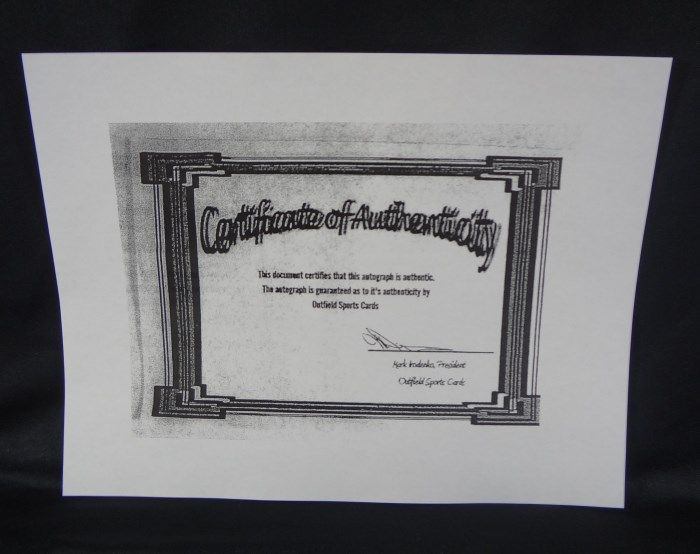 Certificate of Authenticity
This document certifies that this autograph is authentic.
The autograph is guaranteed as to it's authenticity by
Outfield Sports Cards
Mark , President
Outfield Sports Cards